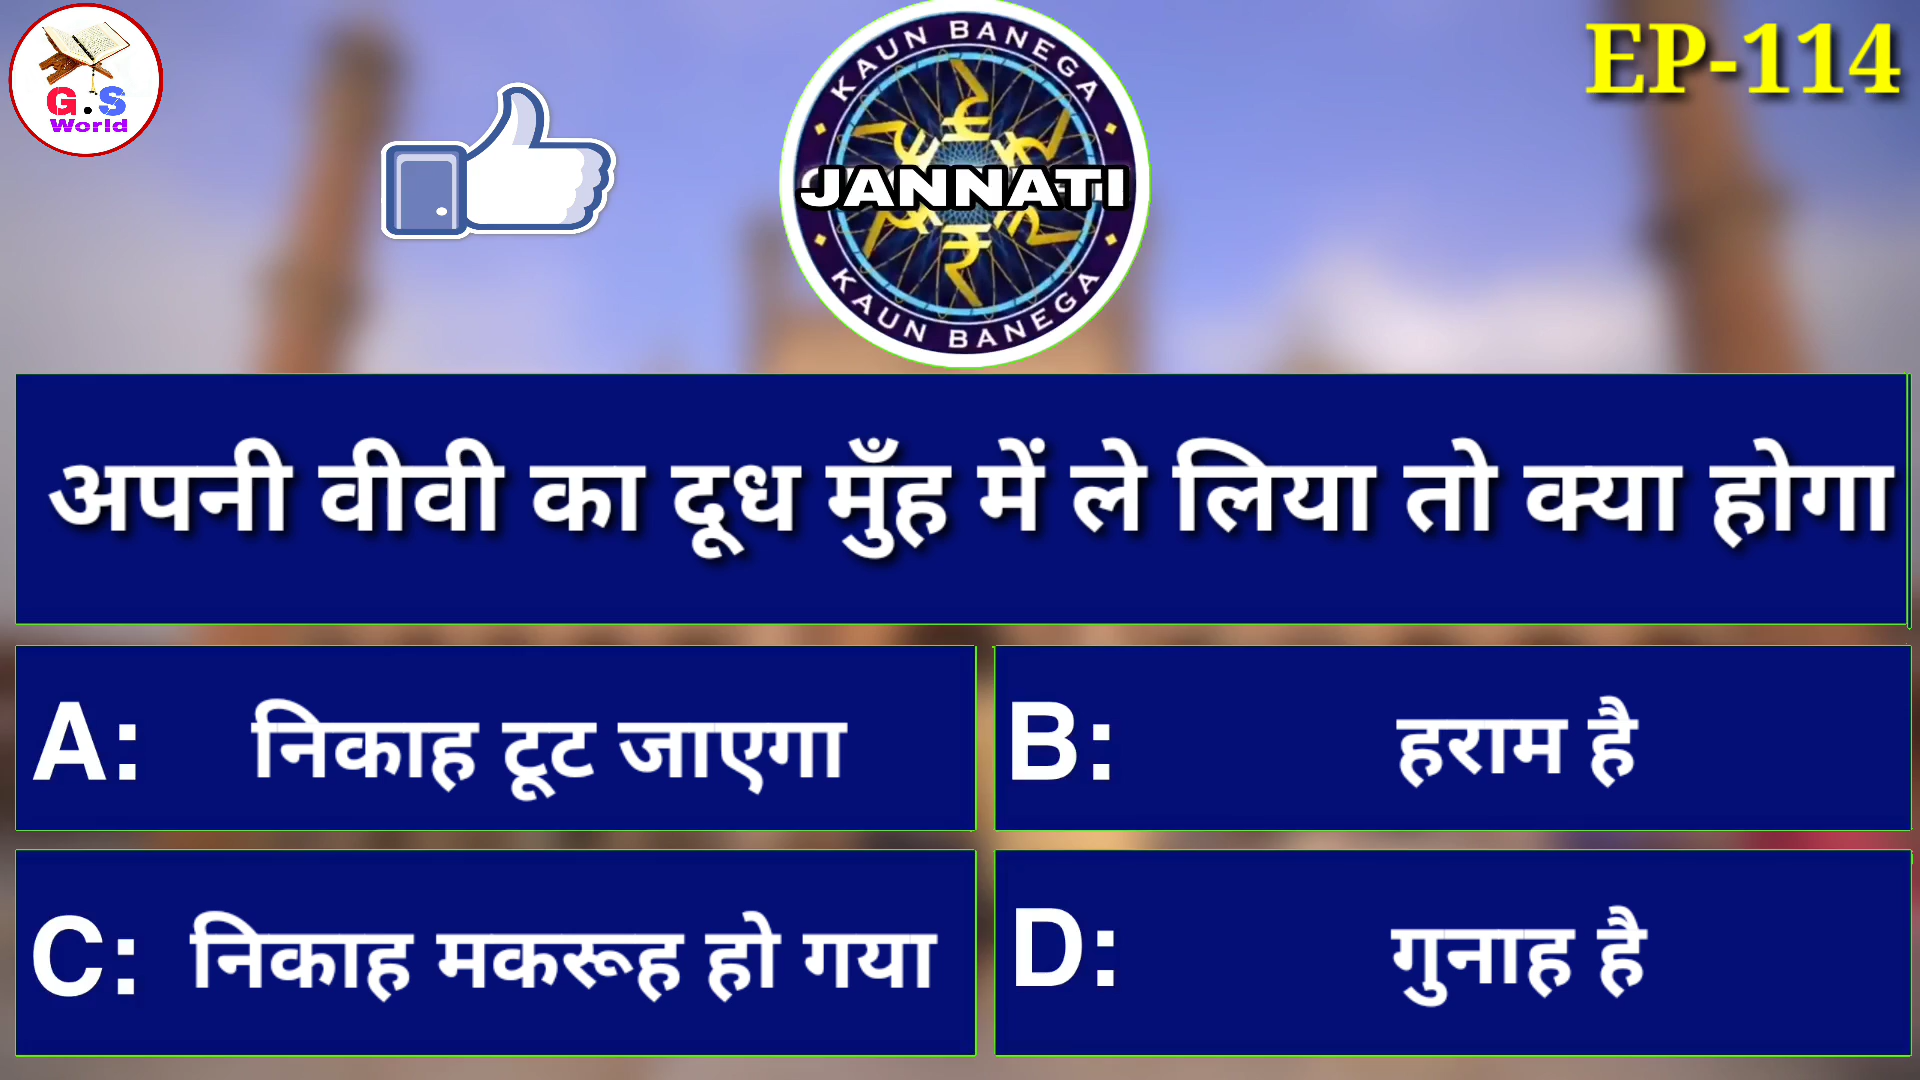 G.S
World
KAUN BANEGA
JANNATI
KAUN BANEGA
EP-114
अपनी वीवी का दूध मुँह में ले लिया तो क्या होगा
A: निकाह टूट जाएगा
B: हराम है
C: निकाह मकरूह हो गया
D: गुनाह है